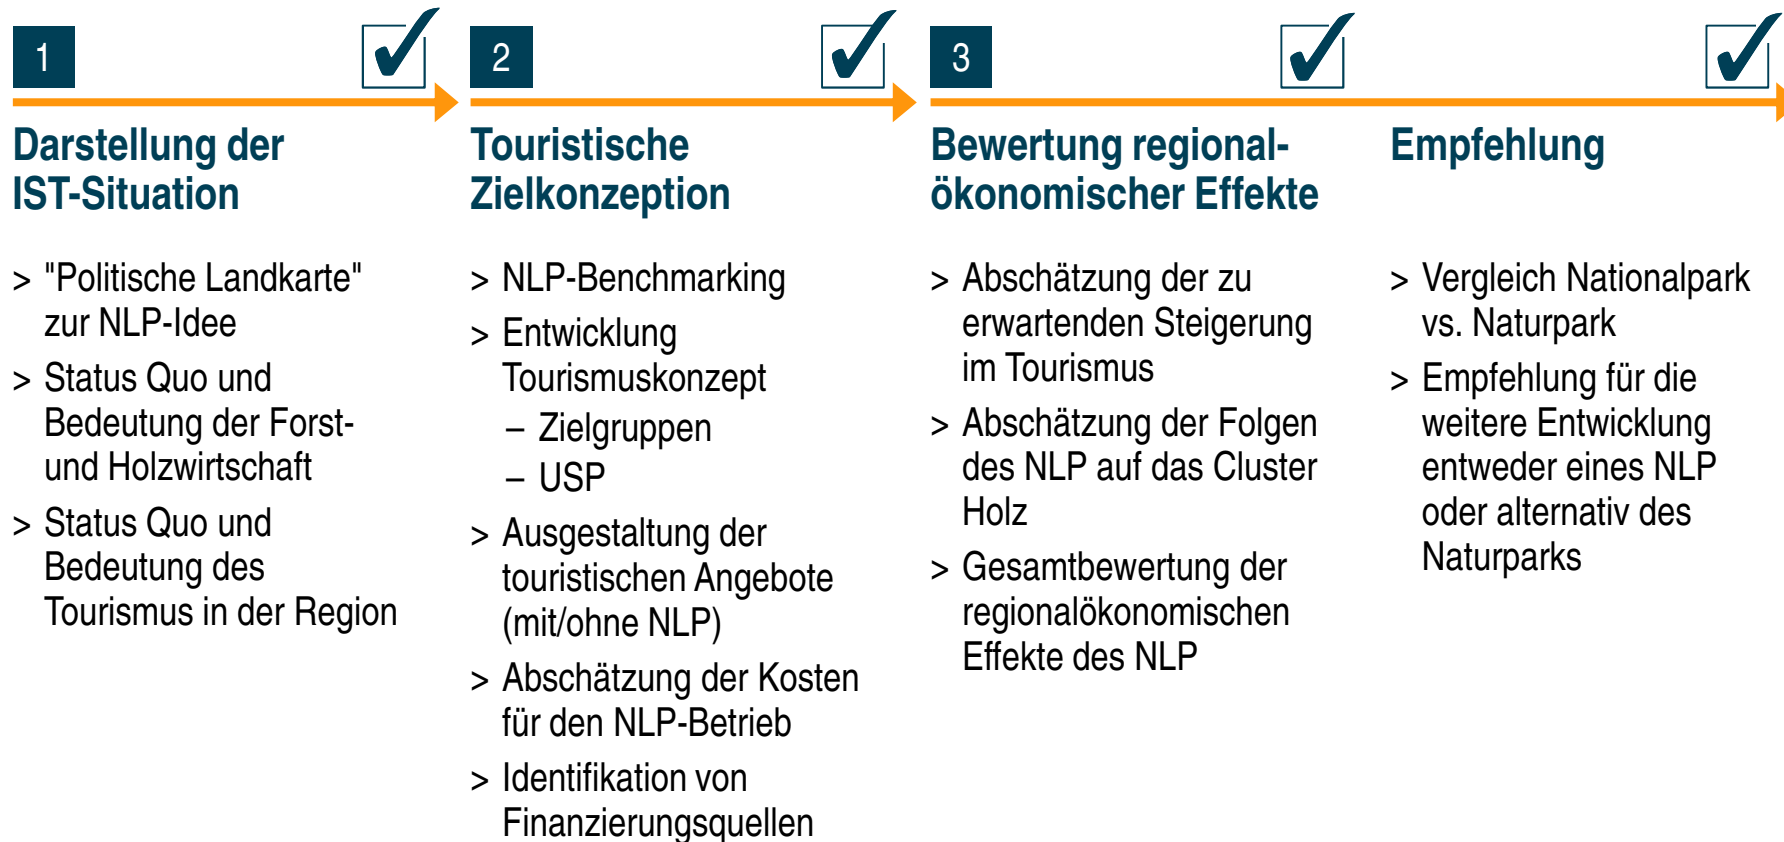 1
Darstellung der
IST-Situation
> "Politische Landkarte"
zur NLP-Idee
> Status Quo und
Bedeutung der Forst-
und Holzwirtschaft
> Status Quo und
Bedeutung des
Tourismus in der Region
2
Touristische
Zielkonzeption
> NLP-Benchmarking
> Entwicklung
Tourismuskonzept
– Zielgruppen
– USP
> Ausgestaltung der
touristischen Angebote
(mit/ohne NLP)
> Abschätzung der Kosten
für den NLP-Betrieb
> Identifikation von
Finanzierungsquellen
3
Bewertung regional-
ökonomischer Effekte
> Abschätzung der zu
erwartenden Steigerung
im Tourismus
> Abschätzung der Folgen
des NLP auf das Cluster
Holz
> Gesamtbewertung der
regionalökonomischen
Effekte des NLP
Empfehlung
> Vergleich Nationalpark
vs. Naturpark
> Empfehlung für die
weitere Entwicklung
entweder eines NLP
oder alternativ des
Naturparks